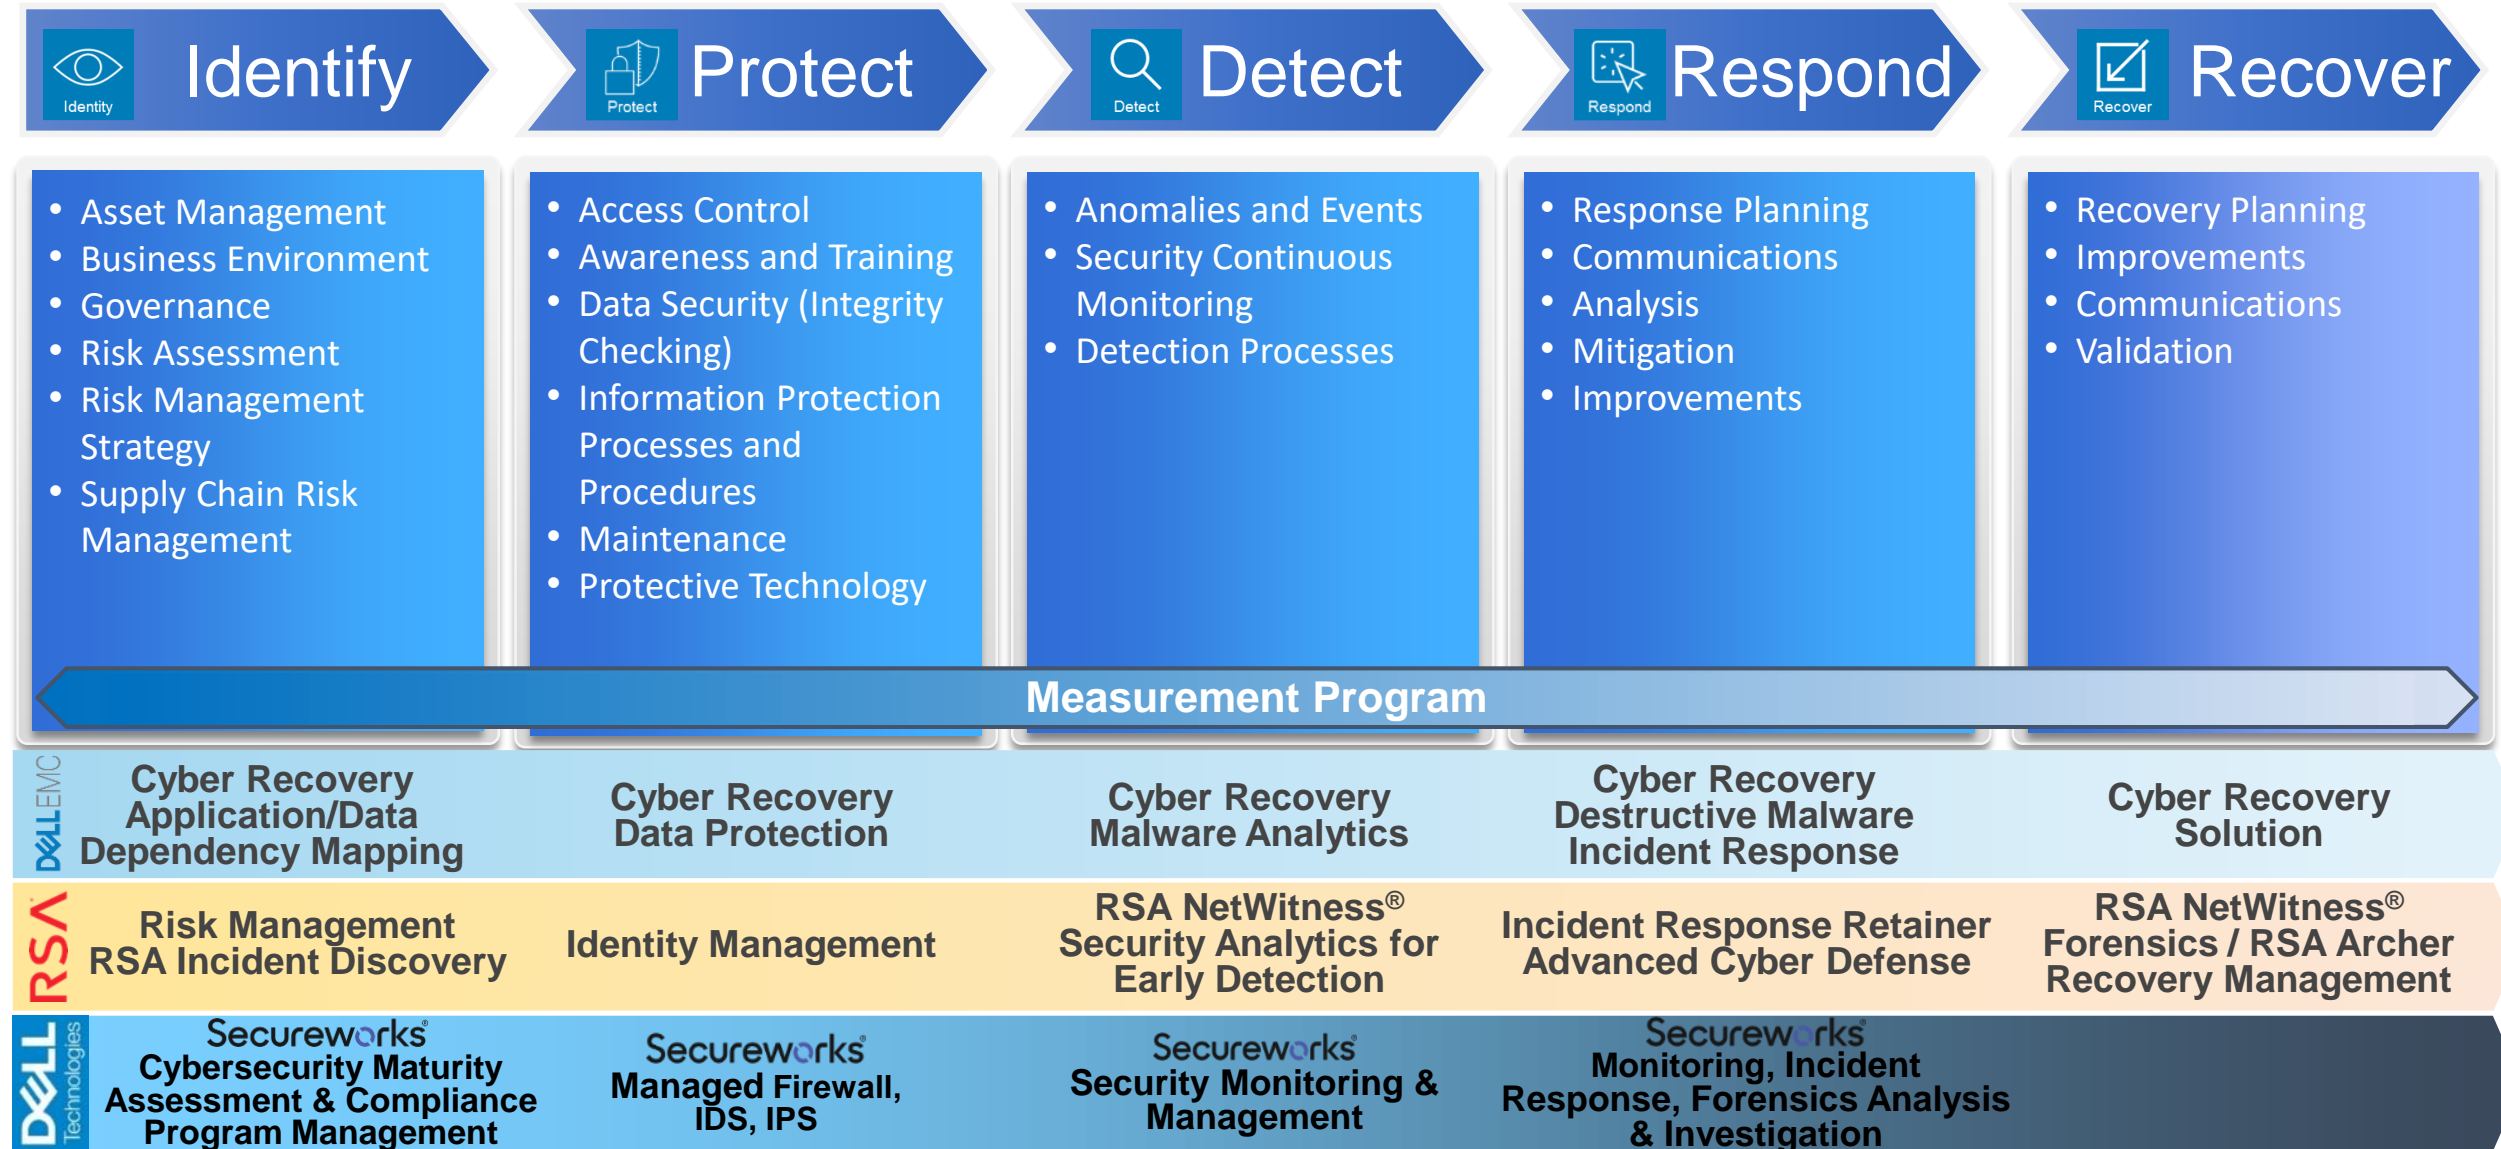 Identity
Identify
Protect
Protect
Detect
Detect
Respond
Respond
Recover
Recover
• Asset Management
• Business Environment
• Governance
• Risk Assessment
• Risk Management
Strategy
• Supply Chain Risk
Management
• Access Control
• Awareness and Training
• Data Security (Integrity
Checking)
• Information Protection
Processes and
Procedures
• Maintenance
• Protective Technology
• Anomalies and Events
• Security Continuous
Monitoring
• Detection Processes
• Response Planning
• Communications
• Analysis
• Mitigation
• Improvements
• Recovery Planning
• Improvements
• Communications
• Validation
Measurement Program
DELLEMC
Cyber Recovery
Application/Data
Dependency Mapping
Cyber Recovery
Data Protection
Cyber Recovery
Malware Analytics
Cyber Recovery
Destructive Malware
Incident Response
Cyber Recovery
Solution
RSA
Risk Management
RSA Incident Discovery
Identity Management
RSA NetWitness®
Security Analytics for
Early Detection
Incident Response Retainer
Advanced Cyber Defense
RSA NetWitness®
Forensics / RSA Archer
Recovery Management
DELL
Technologies
Secureworks®
Cybersecurity Maturity
Assessment & Compliance
Program Management
Secureworks®
Managed Firewall,
IDS, IPS
Secureworks®
Security Monitoring &
Management
Secureworks®
Monitoring, Incident
Response, Forensics Analysis
& Investigation